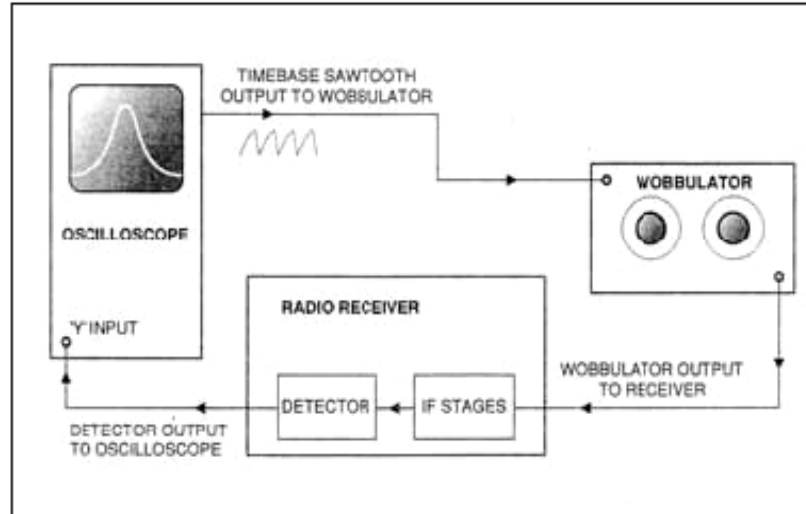 TIMEBASE SAWTOOTH
OUTPUT TO WOBBULATOR
WOBBULATOR
OSCILLOSCOPE
'Y' INPUT
RADIO RECEIVER
DETECTOR
IF STAGES
WOBBULATOR OUTPUT
TO RECEIVER
DETECTOR OUTPUT
TO OSCILLOSCOPE